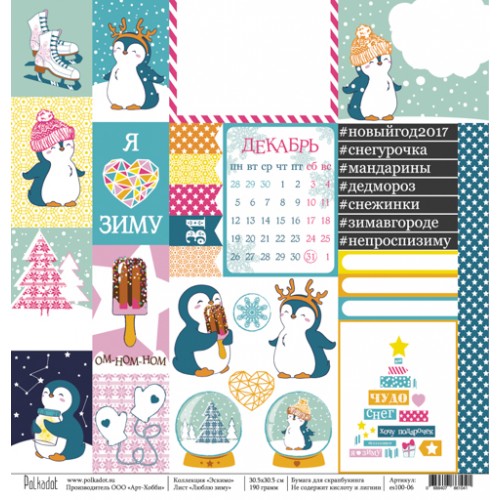 Я
ЗИМУ
31
ДЕКАБРЬ
ПН ВТ СР ЧТ ПТ СБ ВС
28 29 30 1 2 3 4
5 6 7 8 9 10 11
12 13 14 15 16 17 18
19 20 21 22 23 24 25
26 27 28 29 30 31 1
#новыйгод2017
#снегурочка
#мандарины
#дедмороз
#снежинки
#зимавгороде
#непроспизиму
ОМ-НОМ-НОМ
ЧУДО
СНЕГ
Хочу подарочек
Polkadot
www.polkadot.su
Производитель ООО «Арт-Хобби»
Коллекция «Эскимо»
Лист «Люблю зиму»
30.5х30.5 см
190 грамм
Бумага для скрапбукинга
Не содержит кислоту и лигнин
Артикул:
es100-06